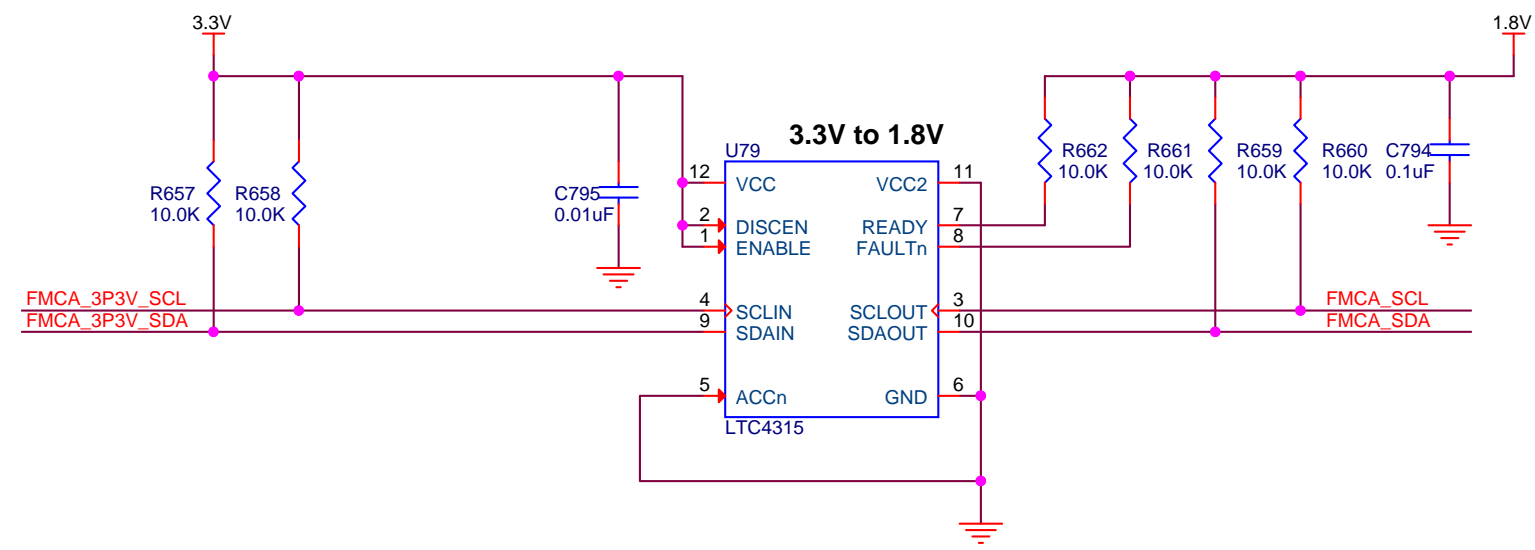 3.3V
1.8V
3.3V to 1.8V
U79
R657
10.0K
R658
10.0K
C795
0.01uF
R662
10.0K
R661
10.0K
R659
10.0K
R660
10.0K
C794
0.1uF
12 VCC VCC2 11
2 DISCEN READY 7
1 ENABLE FAULTn 8
FMCA_3P3V_SCL 4 SCLIN SCLOUT 3 FMCA_SCL
FMCA_3P3V_SDA 9 SDAIN SDAOUT 10 FMCA_SDA
5 ACCn GND 6
LTC4315